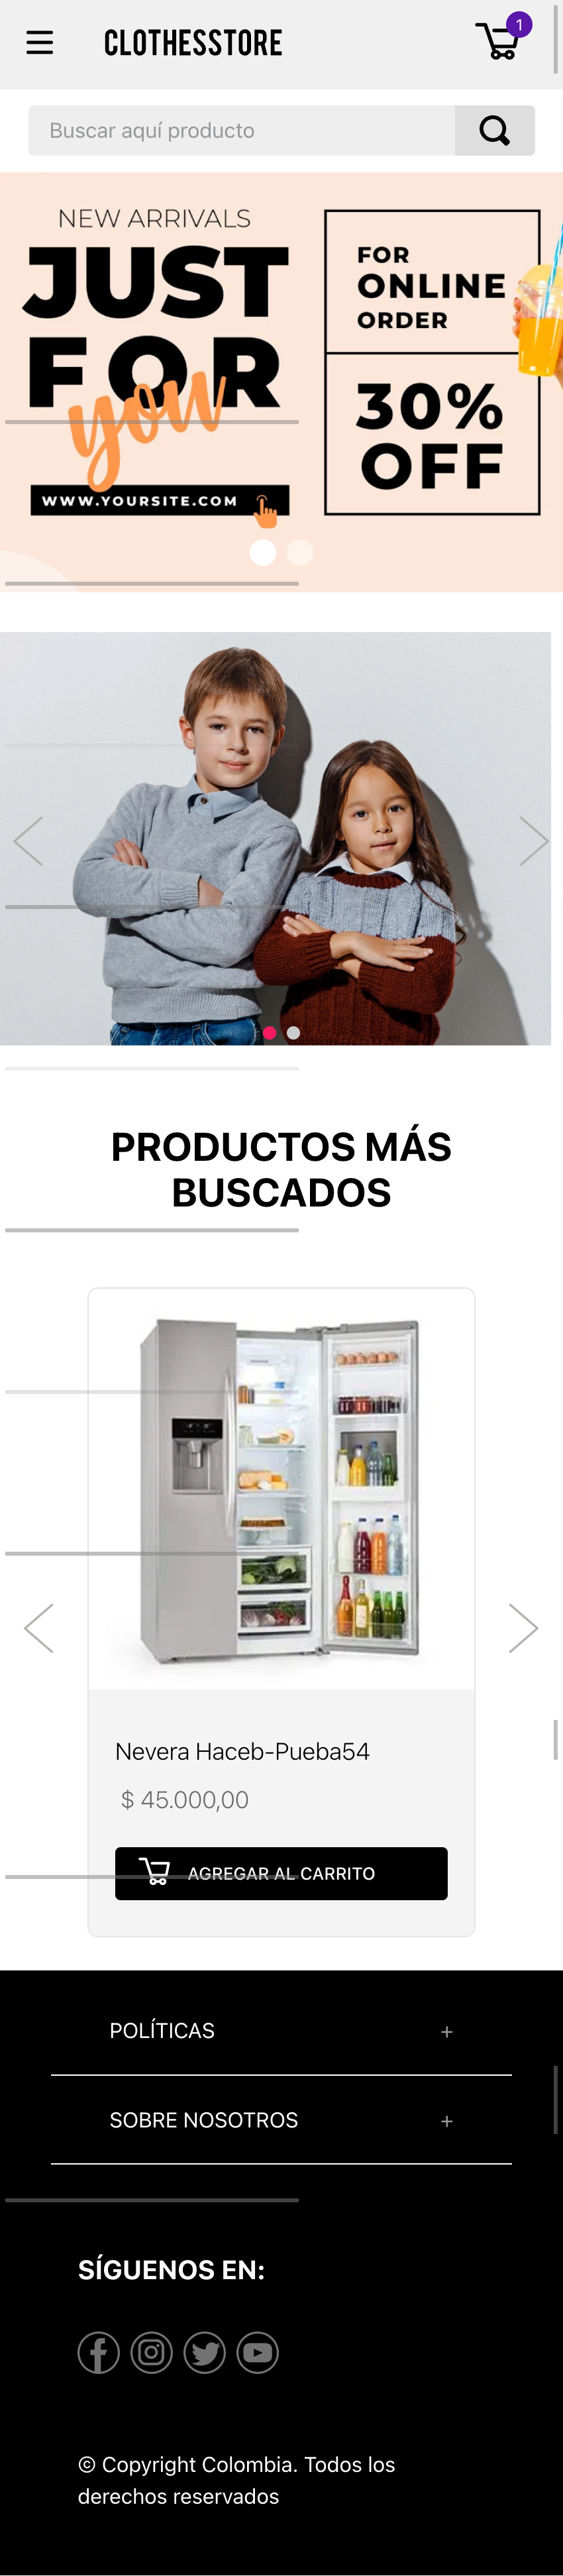 CLOTHESSTORE
1
Buscar aquí producto
NEW ARRIVALS
JUST
FOR
you
WWW.YOURSITE.COM
FOR
ONLINE
ORDER
30%
OFF
PRODUCTOS MÁS
BUSCADOS
Nevera Haceb-Pueba54
$ 45.000,00
AGREGAR AL CARRITO
POLÍTICAS +
SOBRE NOSOTROS +
SÍGUENOS EN:
© Copyright Colombia. Todos los
derechos reservados